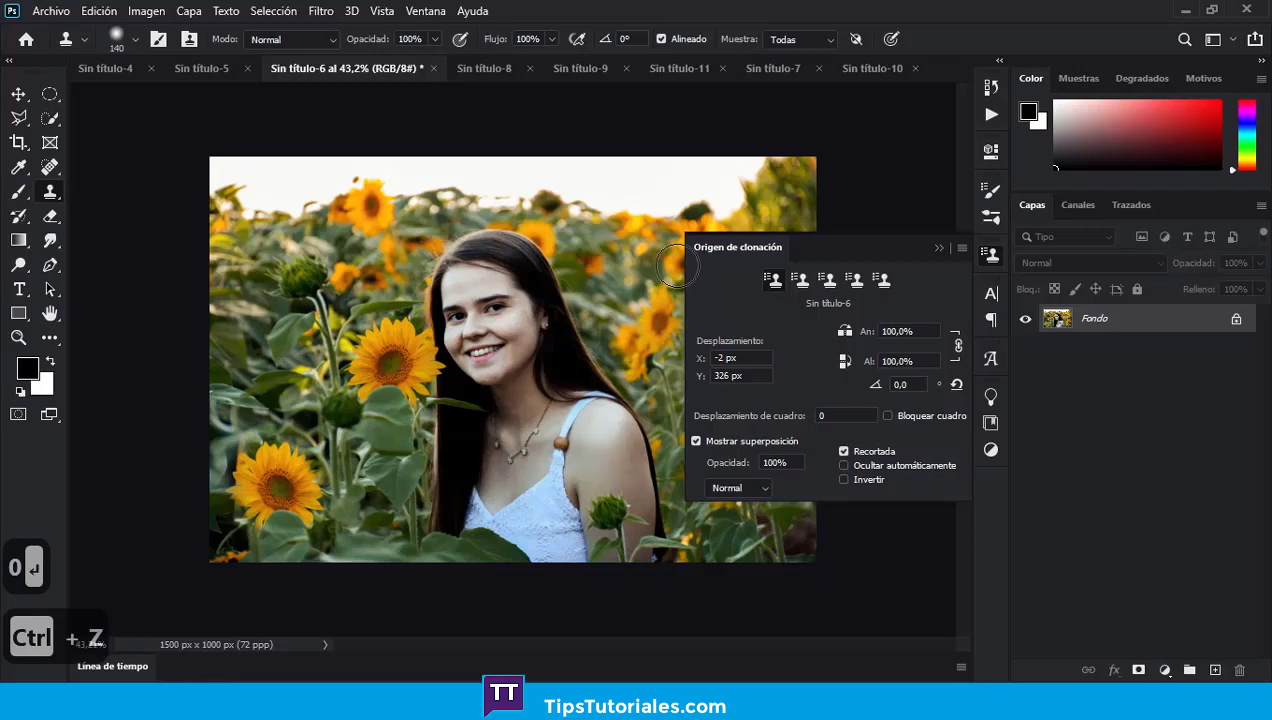 Ps Archivo Edición Imagen Capa Texto Selección Filtro 3D Vista Ventana Ayuda
140 Modo: Normal Opacidad: 100% Flujo: 100% 0° Alineado Muestra: Todas
Sin título-4 × Sin título-5 × Sin título-6 al 43,2% (RGB/8#) * × Sin título-8 × Sin título-9 × Sin título-11 × Sin título-7 × Sin título-10 ×
Color Muestras Degradados Motivos
Capas Canales Trazados
Tipo
Normal Opacidad: 100%
Bloq.: Relleno: 100%
Fondo
Origen de clonación
Sin título-6
Desplazamiento:
X: -2 px
Y: 326 px
An: 100,0%
Al: 100,0%
0,0 °
Desplazamiento de cuadro: 0 Bloquear cuadro
Mostrar superposición
Opacidad: 100%
Normal
Recortada
Ocultar automáticamente
Invertir
0
Ctrl + Z
43,21% 1500 px x 1000 px (72 ppp)
Línea de tiempo
TT
TipsTutoriales.com